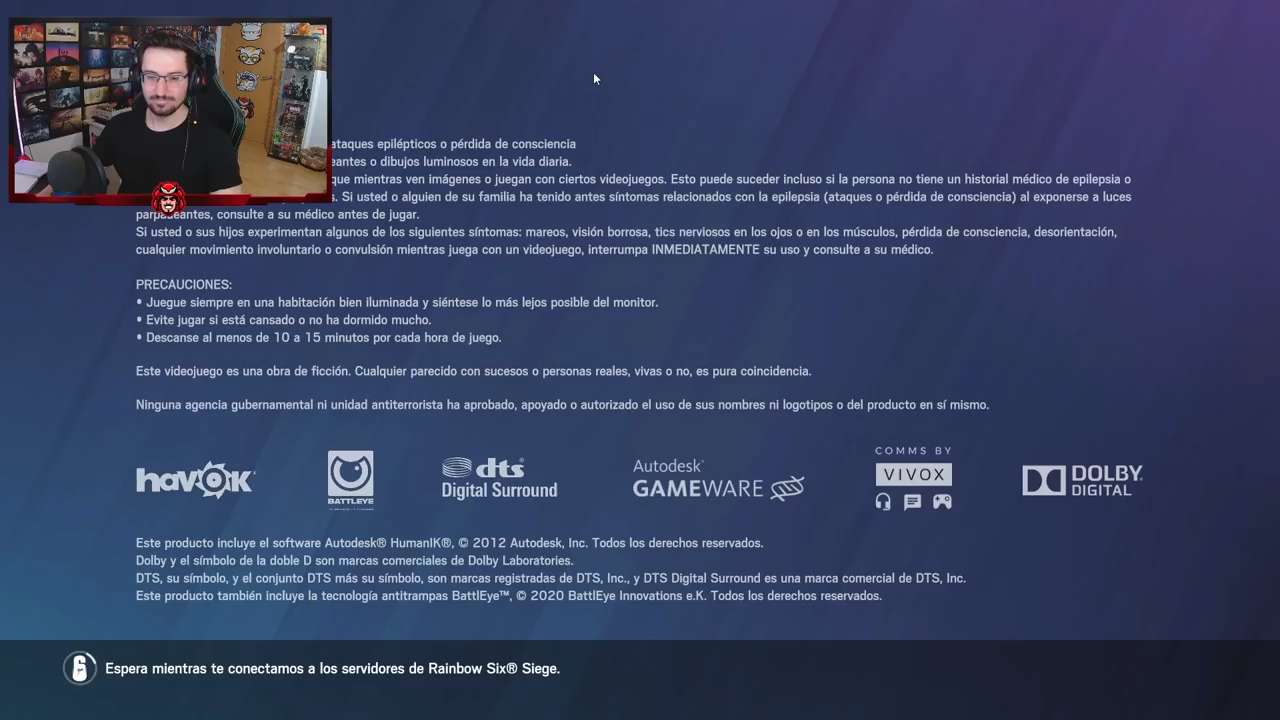 ataques epilépticos o pérdida de consciencia
eantes o dibujos luminosos en la vida diaria.
que mientras ven imágenes o juegan con ciertos videojuegos. Esto puede suceder incluso si la persona no tiene un historial médico de epilepsia o
. Si usted o alguien de su familia ha tenido antes síntomas relacionados con la epilepsia (ataques o pérdida de consciencia) al exponerse a luces
parpadeantes, consulte a su médico antes de jugar.
Si usted o sus hijos experimentan algunos de los siguientes síntomas: mareos, visión borrosa, tics nerviosos en los ojos o en los músculos, pérdida de consciencia, desorientación,
cualquier movimiento involuntario o convulsión mientras juega con un videojuego, interrumpa INMEDIATAMENTE su uso y consulte a su médico.
PRECAUCIONES:
• Juegue siempre en una habitación bien iluminada y siéntese lo más lejos posible del monitor.
• Evite jugar si está cansado o no ha dormido mucho.
• Descanse al menos de 10 a 15 minutos por cada hora de juego.
Este videojuego es una obra de ficción. Cualquier parecido con sucesos o personas reales, vivas o no, es pura coincidencia.
Ninguna agencia gubernamental ni unidad antiterrorista ha aprobado, apoyado o autorizado el uso de sus nombres ni logotipos o del producto en sí mismo.
havok
BATTLEYE
dts
Digital Surround
Autodesk®
GAMEWARE
COMMS BY
VIVOX
DOLBY
DIGITAL
Este producto incluye el software Autodesk® HumanIK®, © 2012 Autodesk, Inc. Todos los derechos reservados.
Dolby y el símbolo de la doble D son marcas comerciales de Dolby Laboratories.
DTS, su símbolo, y el conjunto DTS más su símbolo, son marcas registradas de DTS, Inc., y DTS Digital Surround es una marca comercial de DTS, Inc.
Este producto también incluye la tecnología antitrampas BattlEye™, © 2020 BattlEye Innovations e.K. Todos los derechos reservados.
Espera mientras te conectamos a los servidores de Rainbow Six® Siege.